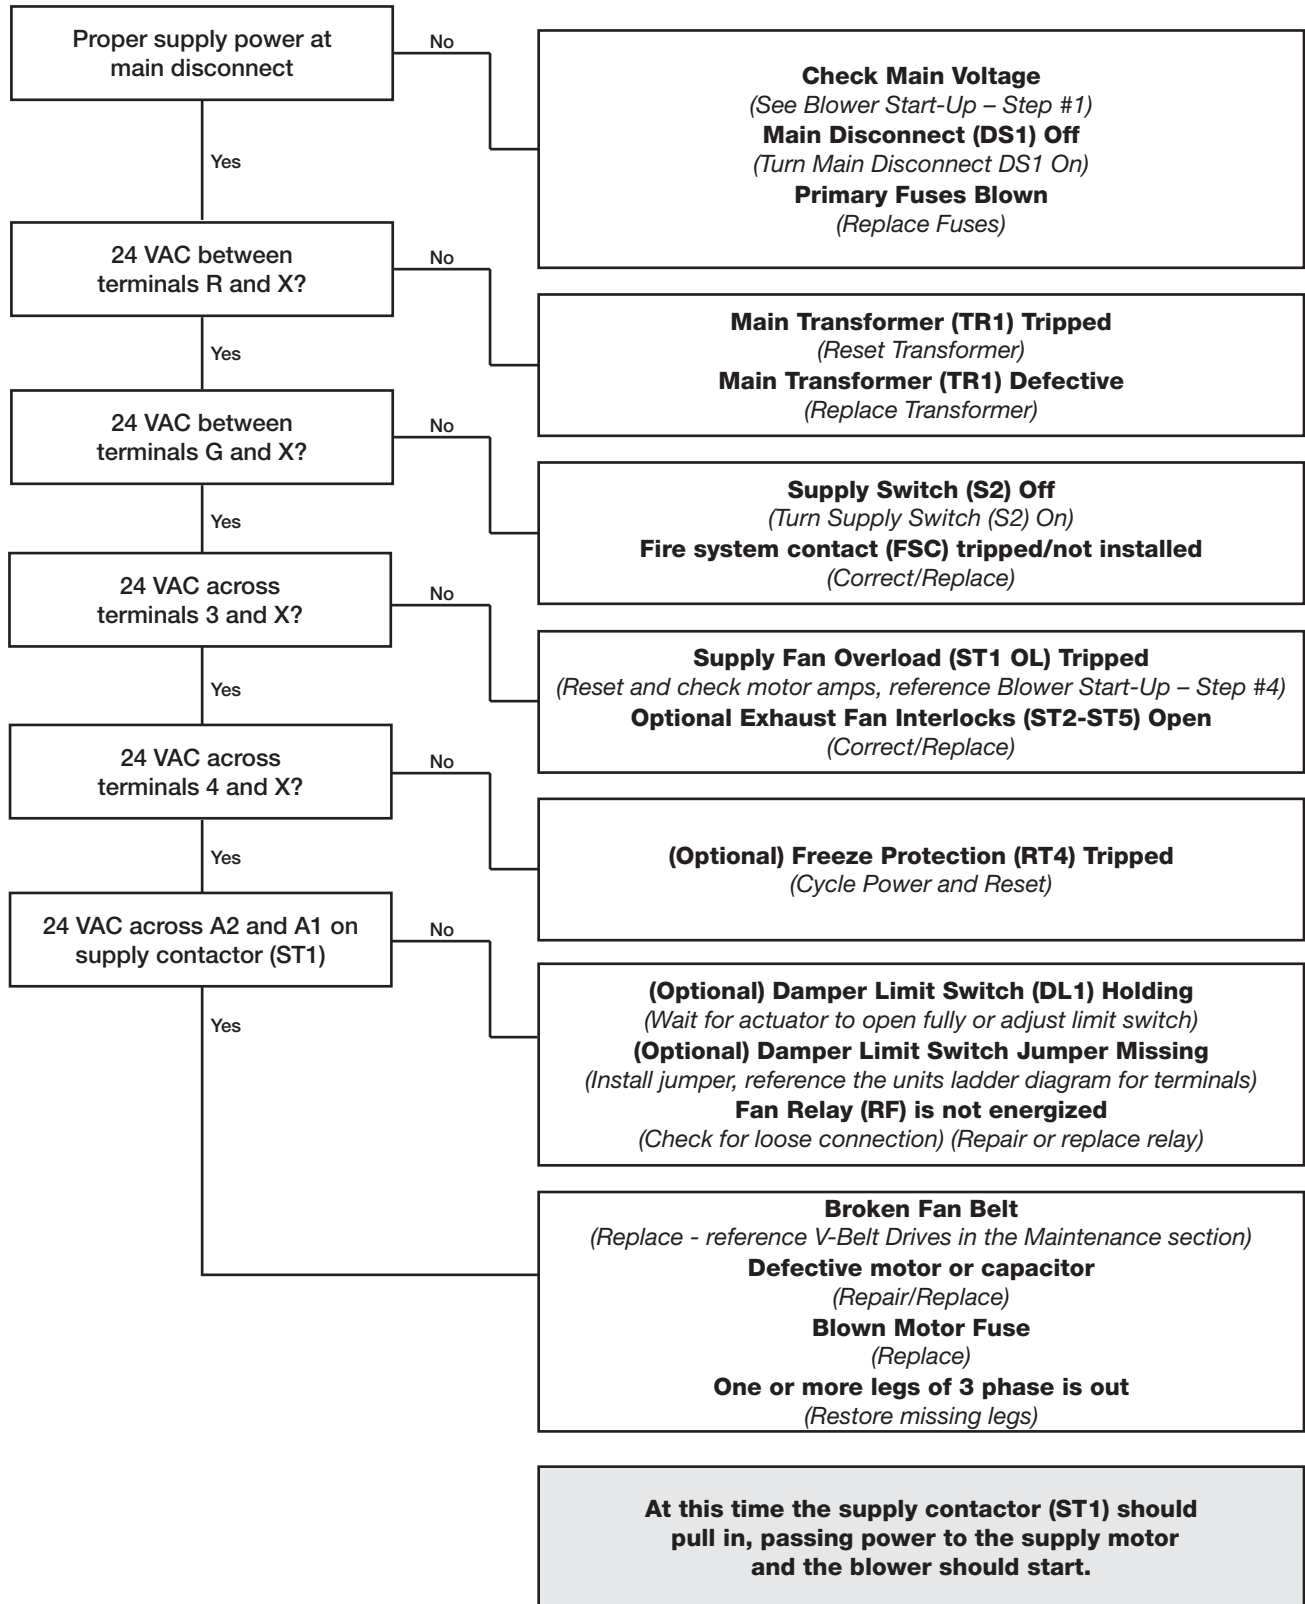 Proper supply power at
main disconnect
No
Check Main Voltage
(See Blower Start-Up – Step #1)
Main Disconnect (DS1) Off
(Turn Main Disconnect DS1 On)
Primary Fuses Blown
(Replace Fuses)
Yes
24 VAC between
terminals R and X?
No
Main Transformer (TR1) Tripped
(Reset Transformer)
Main Transformer (TR1) Defective
(Replace Transformer)
Yes
24 VAC between
terminals G and X?
No
Supply Switch (S2) Off
(Turn Supply Switch (S2) On)
Fire system contact (FSC) tripped/not installed
(Correct/Replace)
Yes
24 VAC across
terminals 3 and X?
No
Supply Fan Overload (ST1 OL) Tripped
(Reset and check motor amps, reference Blower Start-Up – Step #4)
Optional Exhaust Fan Interlocks (ST2-ST5) Open
(Correct/Replace)
Yes
24 VAC across
terminals 4 and X?
No
(Optional) Freeze Protection (RT4) Tripped
(Cycle Power and Reset)
Yes
24 VAC across A2 and A1 on
supply contactor (ST1)
No
(Optional) Damper Limit Switch (DL1) Holding
(Wait for actuator to open fully or adjust limit switch)
(Optional) Damper Limit Switch Jumper Missing
(Install jumper, reference the units ladder diagram for terminals)
Fan Relay (RF) is not energized
(Check for loose connection) (Repair or replace relay)
Yes
Broken Fan Belt
(Replace - reference V-Belt Drives in the Maintenance section)
Defective motor or capacitor
(Repair/Replace)
Blown Motor Fuse
(Replace)
One or more legs of 3 phase is out
(Restore missing legs)
At this time the supply contactor (ST1) should
pull in, passing power to the supply motor
and the blower should start.